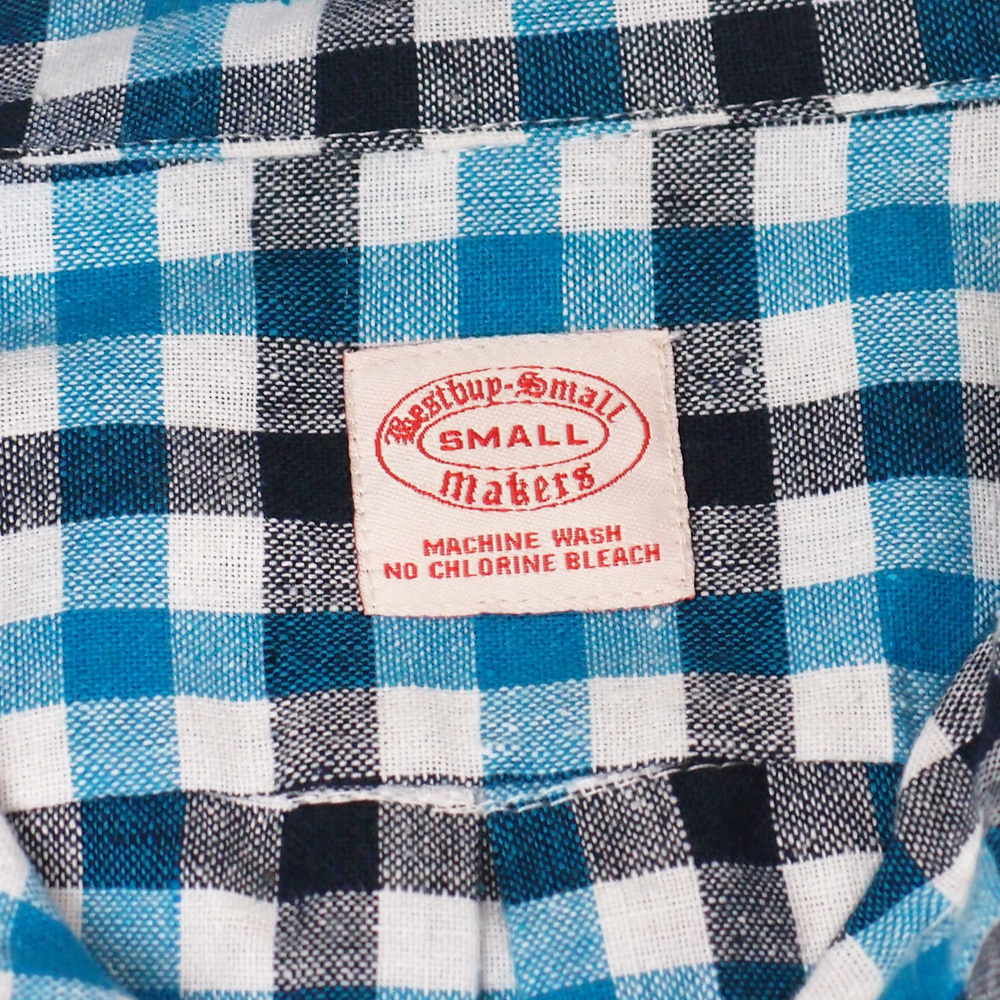 Bestbuy-Small
SMALL
Makers
MACHINE WASH
NO CHLORINE BLEACH